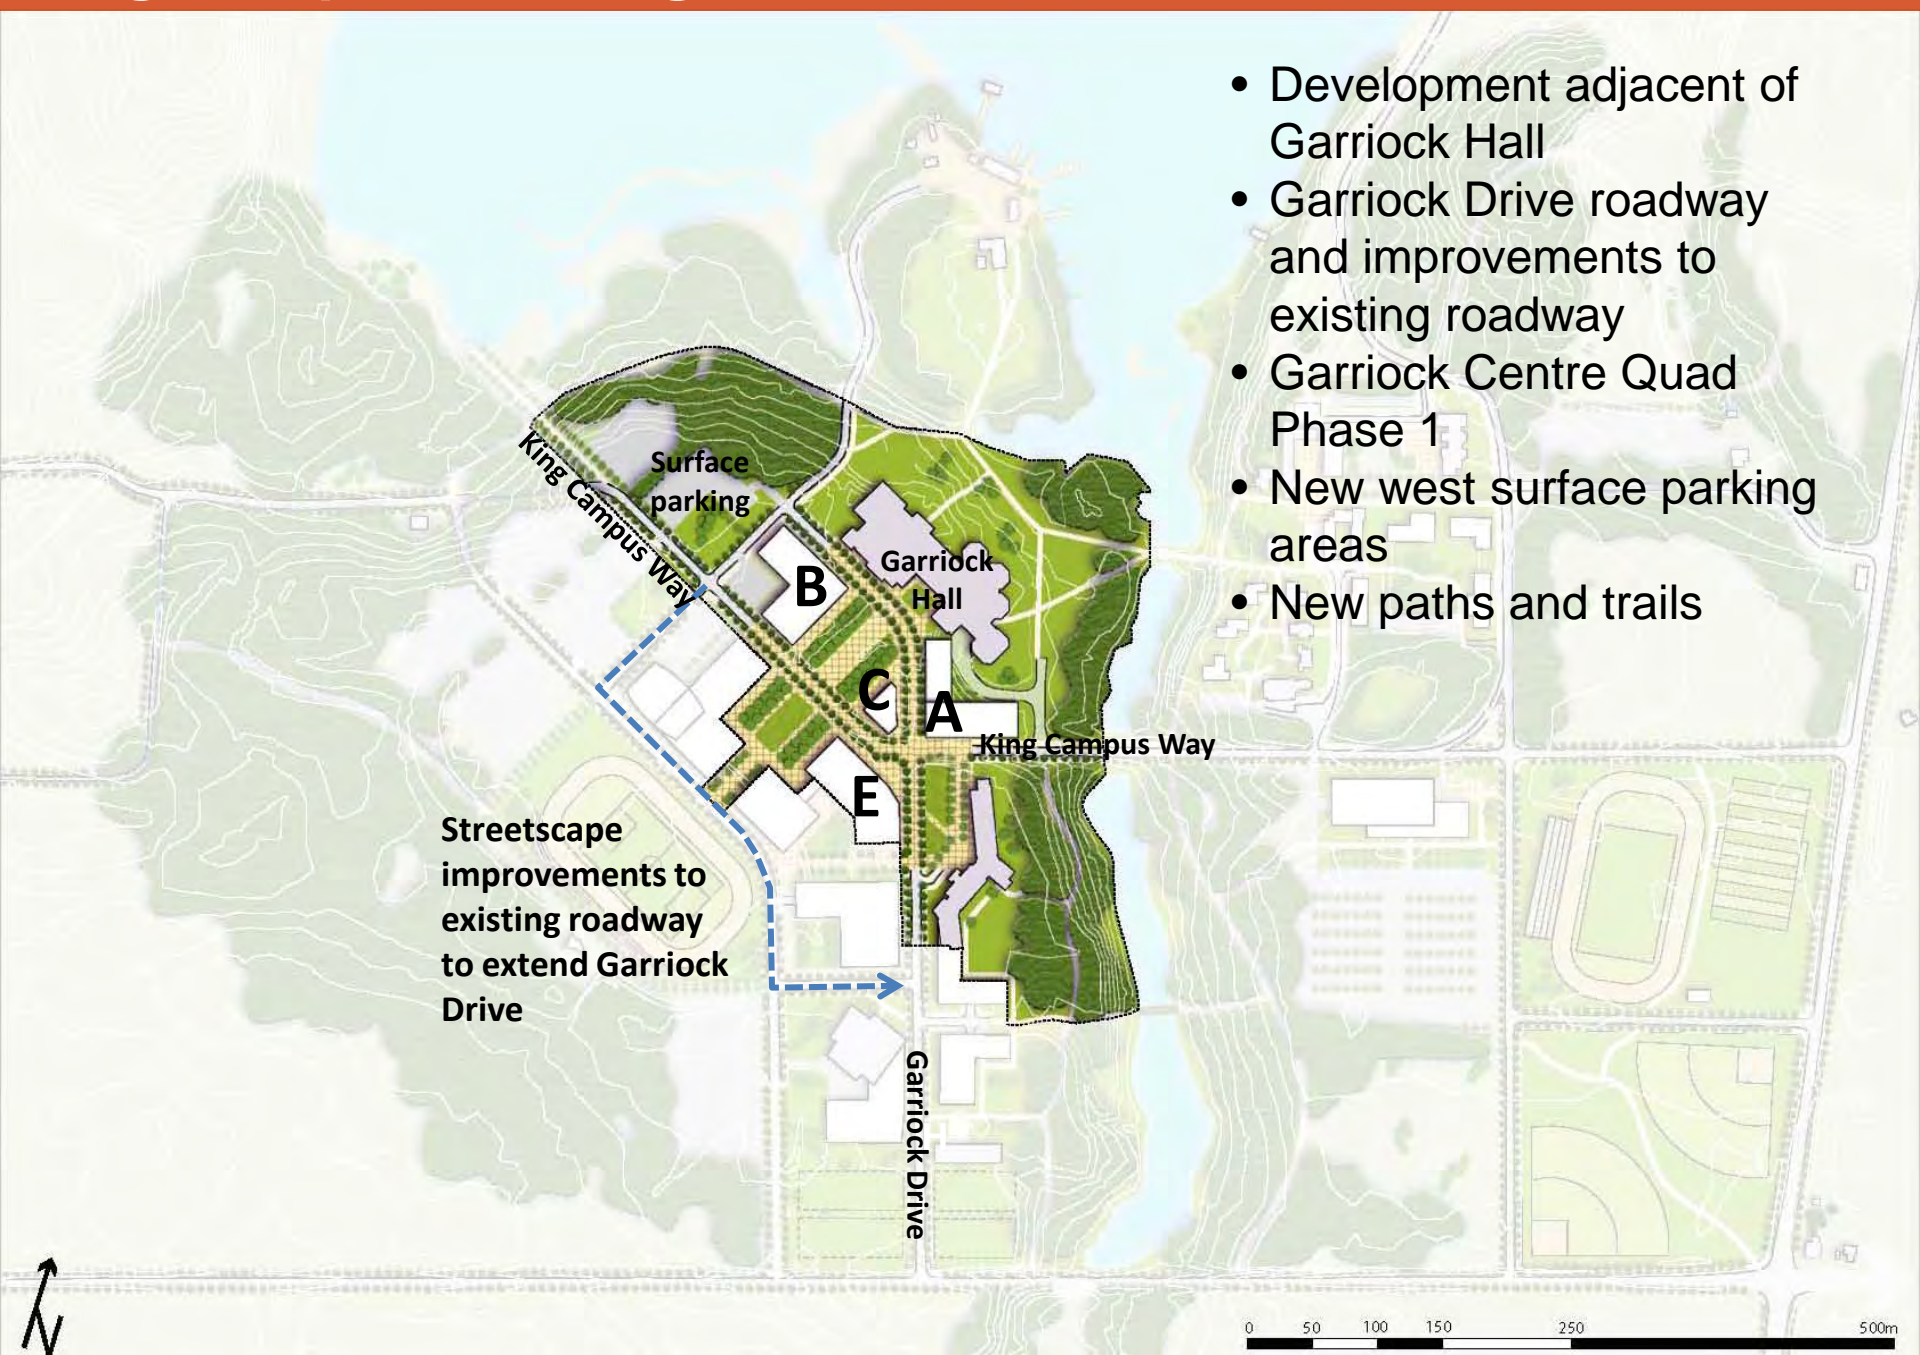 • Development adjacent of
Garriock Hall
• Garriock Drive roadway
and improvements to
existing roadway
• Garriock Centre Quad
Phase 1
• New west surface parking
areas
• New paths and trails
King Campus Way
Surface
parking
B
Garriock
Hall
C
A
King Campus Way
E
Streetscape
improvements to
existing roadway
to extend Garriock
Drive
Garriock Drive
N
0 50 100 150 250 500m